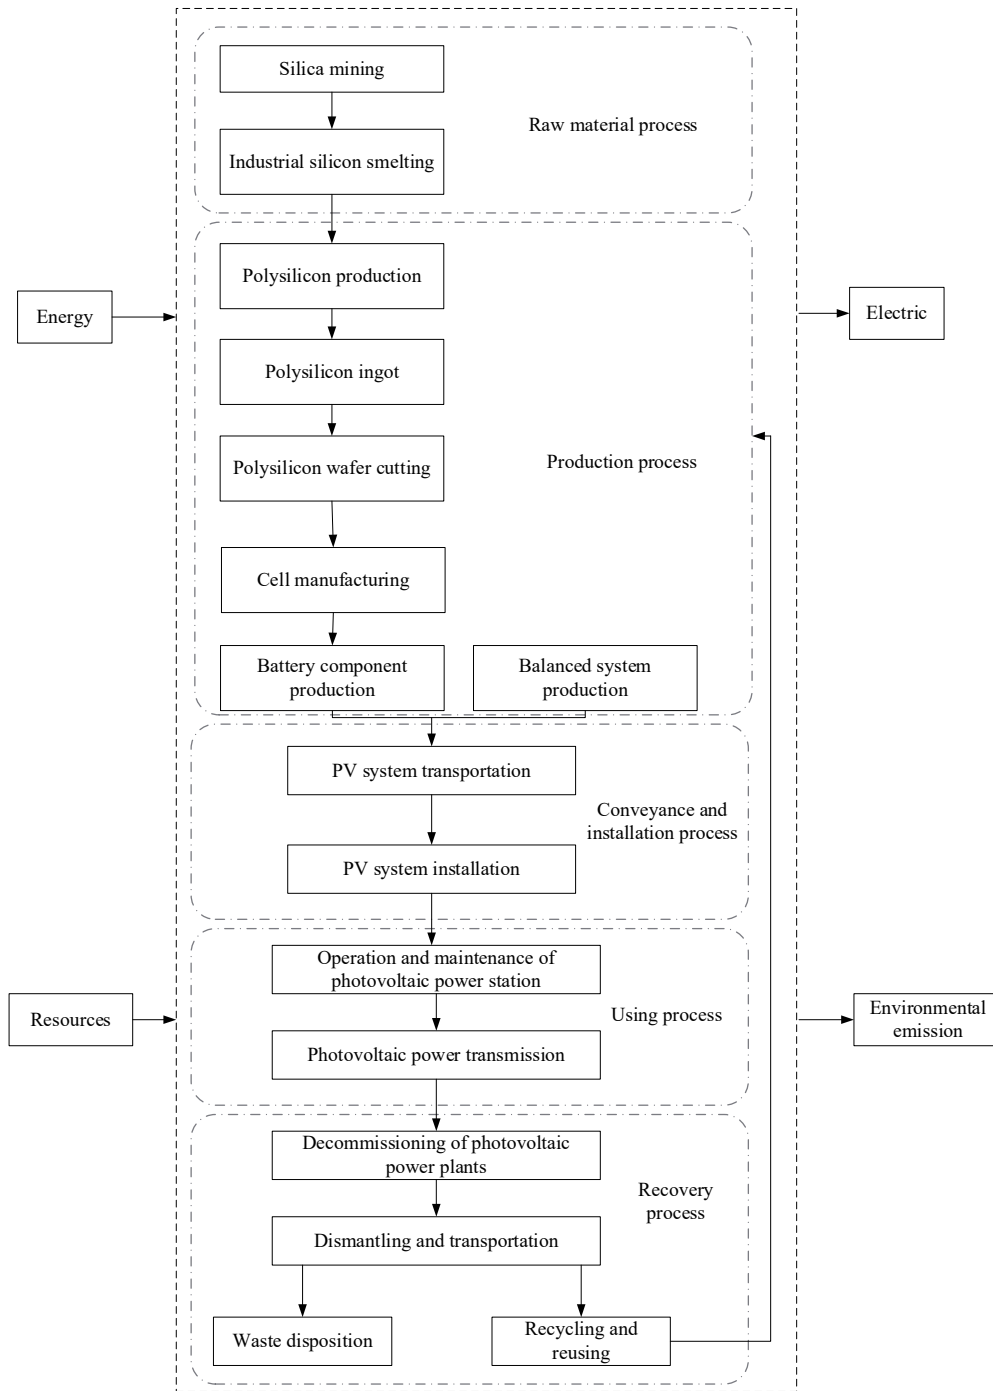 Silica mining
Raw material process
Industrial silicon smelting
Polysilicon production
Energy
Electric
Polysilicon ingot
Polysilicon wafer cutting
Production process
Cell manufacturing
Battery component
production
Balanced system
production
PV system transportation
Conveyance and
installation process
PV system installation
Operation and maintenance of
photovoltaic power station
Resources
Using process
Environmental
emission
Photovoltaic power transmission
Decommissioning of photovoltaic
power plants
Recovery
process
Dismantling and transportation
Waste disposition
Recycling and
reusing